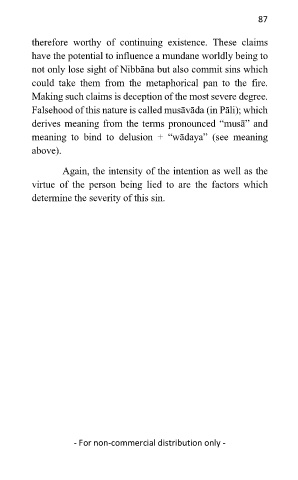 87
therefore worthy of continuing existence. These claims
have the potential to influence a mundane worldly being to
not only lose sight of Nibbāna but also commit sins which
could take them from the metaphorical pan to the fire.
Making such claims is deception of the most severe degree.
Falsehood of this nature is called musāvāda (in Pāli); which
derives meaning from the terms pronounced “musā” and
meaning to bind to delusion + “wādaya” (see meaning
above).
Again, the intensity of the intention as well as the
virtue of the person being lied to are the factors which
determine the severity of this sin.
- For non-commercial distribution only -